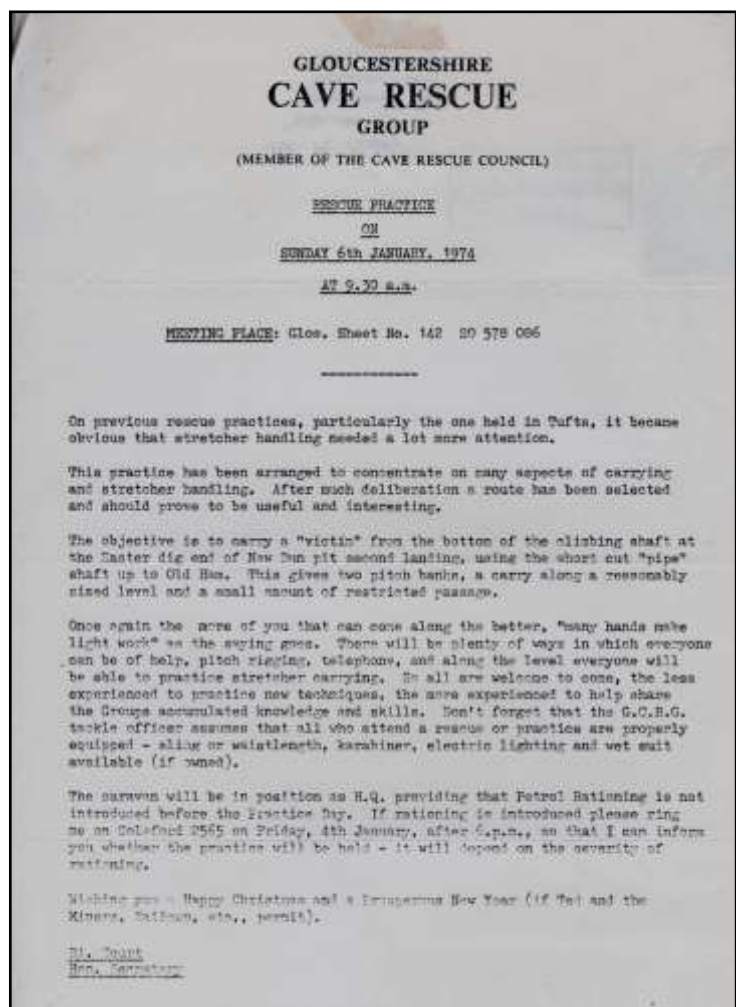 GLOUCESTERSHIRE
CAVE RESCUE
GROUP
(MEMBER OF THE CAVE RESCUE COUNCIL)
RESCUE PRACTICE
ON
SUNDAY 6th JANUARY, 1974
AT 9.30 a.m.
MEETING PLACE: Glos. Sheet No. 142 SO 578 086
On previous rescue practices, particularly the one held in Tufts, it became
obvious that stretcher handling needed a lot more attention.
This practice has been arranged to concentrate on many aspects of carrying
and stretcher handling. After much deliberation a route has been selected
and should prove to be useful and interesting.
The objective is to carry a "victim" from the bottom of the climbing shaft at
the Easter dig end of New Dun pit second landing, using the short cut "pipe"
shaft up to Old Ham. This gives two pitch hauls, a carry along a reasonably
sized level and a small amount of restricted passage.
Once again the more of you that can come along the better, "many hands make
light work" as the saying goes. There will be plenty of ways in which everyone
can be of help, pitch rigging, telephone, and along the level everyone will
be able to practice stretcher carrying. So all are welcome to come, the less
experienced to practice new techniques, the more experienced to help share
the Groups accumulated knowledge and skills. Don't forget that the G.C.R.G.
tackle officer assumes that all who attend a rescue or practice are properly
equipped - sling or waistlength, karabiner, electric lighting and wet suit
available (if owned).
The caravan will be in position as H.Q. providing that Petrol Rationing is not
introduced before the Practice Day. If rationing is introduced please ring
me on Coleford 2565 on Friday, 4th January, after 6.p.m., so that I can inform
you whether the practice will be held - it will depend on the severity of
rationing.
Wishing you a Happy Christmas and a Prosperous New Year (if Ted and the
Miners, Railmen, etc., permit).
Court
Hon. Secretary